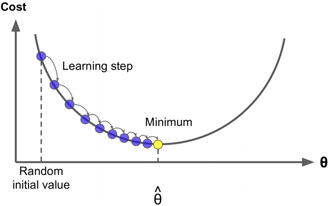 Cost
Learning step
Minimum
Random
initial value
θ
θ̂